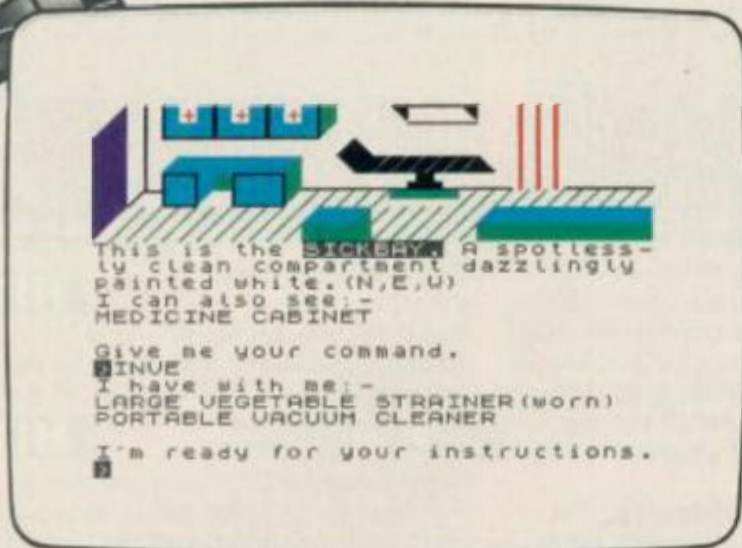 This is the SICKBAY. A spotless-
ly clean compartment dazzlingly
painted white.(N,E,W)
I can also see:-
MEDICINE CABINET
Give me your command.
>INVE
I have with me:-
LARGE VEGETABLE STRAINER(worn)
PORTABLE VACUUM CLEANER
I'm ready for your instructions.
>